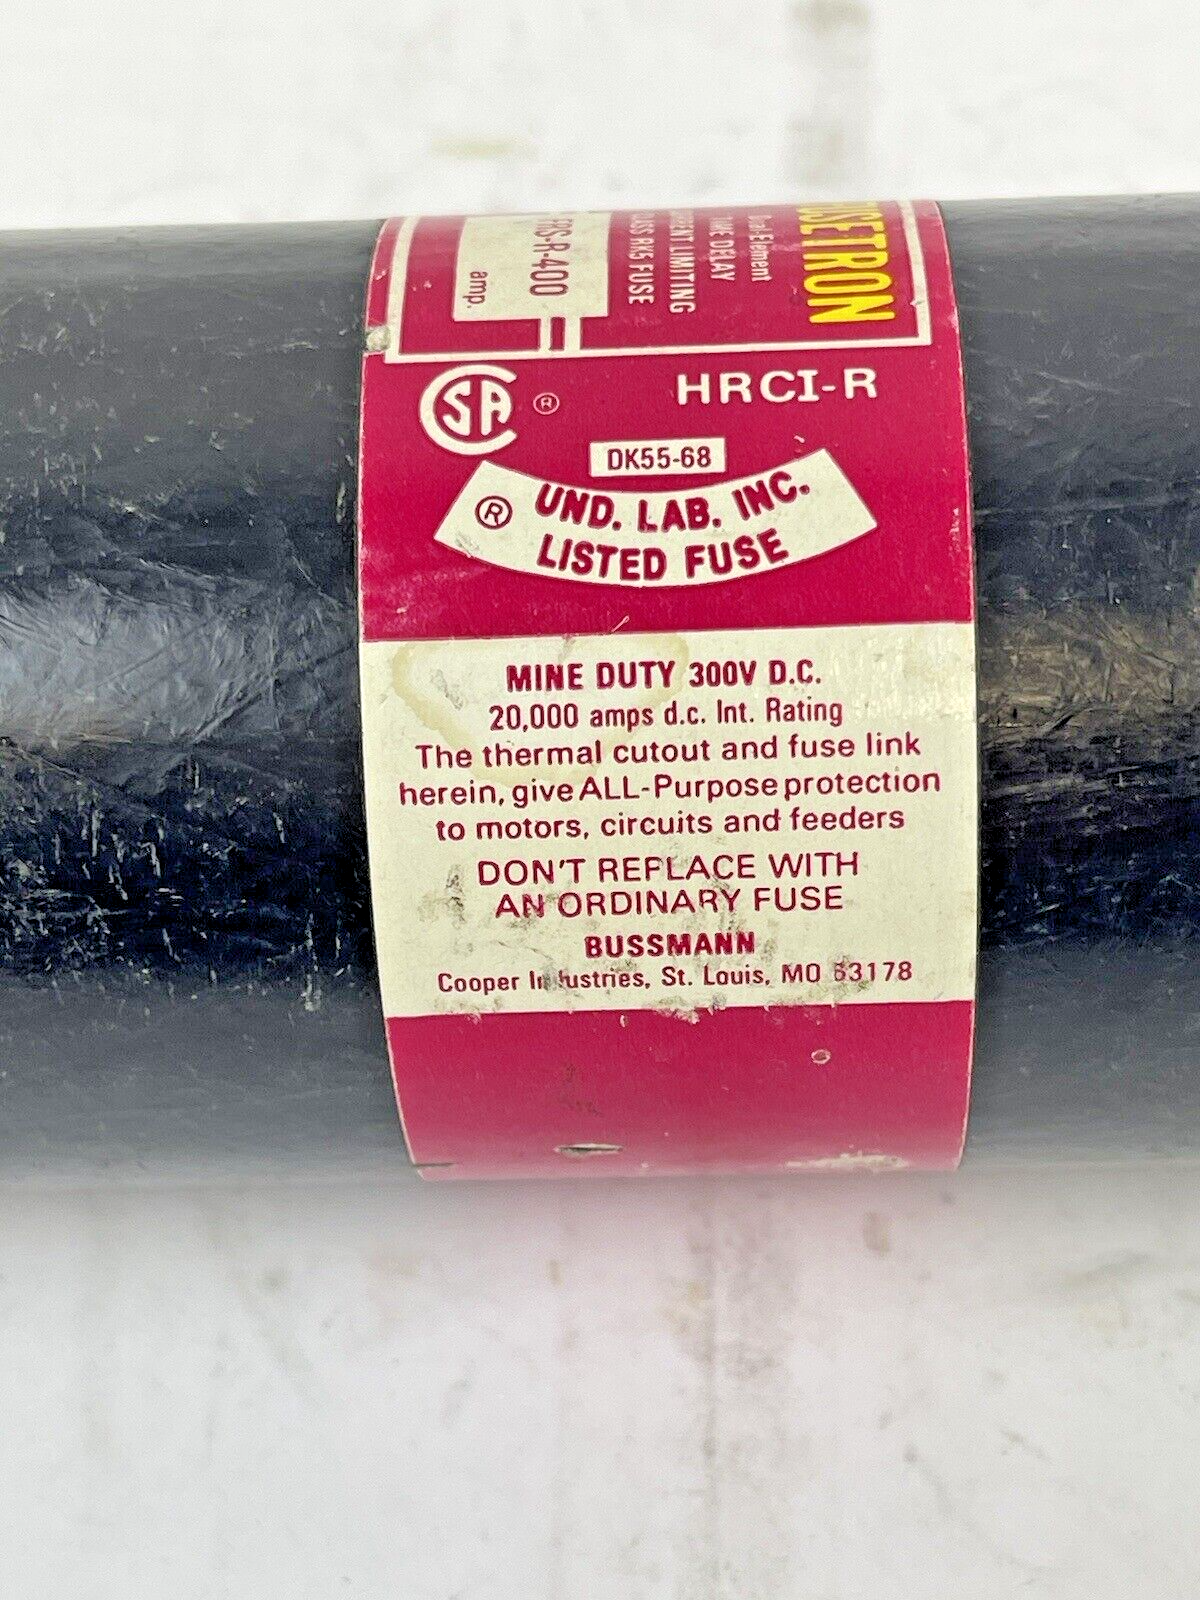 USETRON
Dual-Element
TIME DELAY
CURRENT LIMITING
CLASS RK5 FUSE
FRS-R-400
amp.
CSA ®
HRCI-R
DK55-68
® UND. LAB. INC.
LISTED FUSE
MINE DUTY 300V D.C.
20,000 amps d.c. Int. Rating
The thermal cutout and fuse link
herein, give ALL-Purpose protection
to motors, circuits and feeders
DON'T REPLACE WITH
AN ORDINARY FUSE
BUSSMANN
Cooper Industries, St. Louis, MO 63178